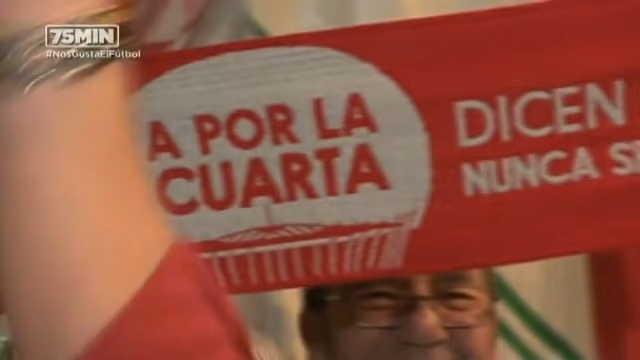 75MIN
#NosGustaElFútbol
A POR LA
CUARTA
DICEN
NUNCA